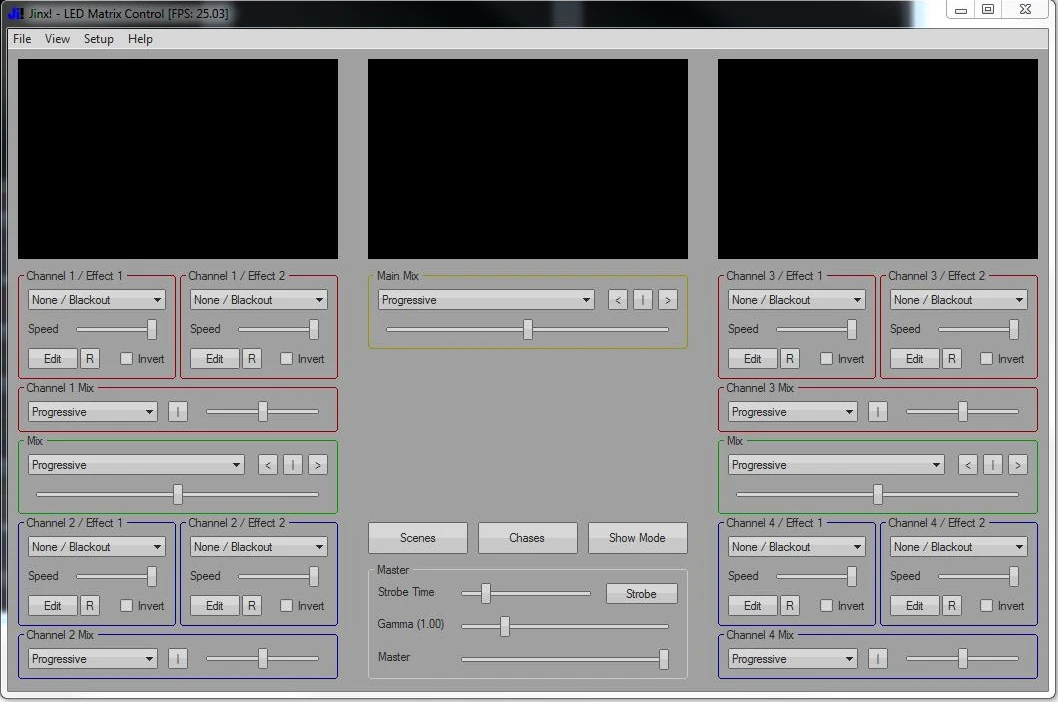 Jinx! - LED Matrix Control [FPS: 25.03]
File View Setup Help
Channel 1 / Effect 1
None / Blackout
Speed
Edit R Invert
Channel 1 / Effect 2
None / Blackout
Speed
Edit R Invert
Channel 1 Mix
Progressive |
Mix
Progressive < | >
Channel 2 / Effect 1
None / Blackout
Speed
Edit R Invert
Channel 2 / Effect 2
None / Blackout
Speed
Edit R Invert
Channel 2 Mix
Progressive |
Main Mix
Progressive < | >
Scenes Chases Show Mode
Master
Strobe Time Strobe
Gamma (1.00)
Master
Channel 3 / Effect 1
None / Blackout
Speed
Edit R Invert
Channel 3 / Effect 2
None / Blackout
Speed
Edit R Invert
Channel 3 Mix
Progressive |
Mix
Progressive < | >
Channel 4 / Effect 1
None / Blackout
Speed
Edit R Invert
Channel 4 / Effect 2
None / Blackout
Speed
Edit R Invert
Channel 4 Mix
Progressive |